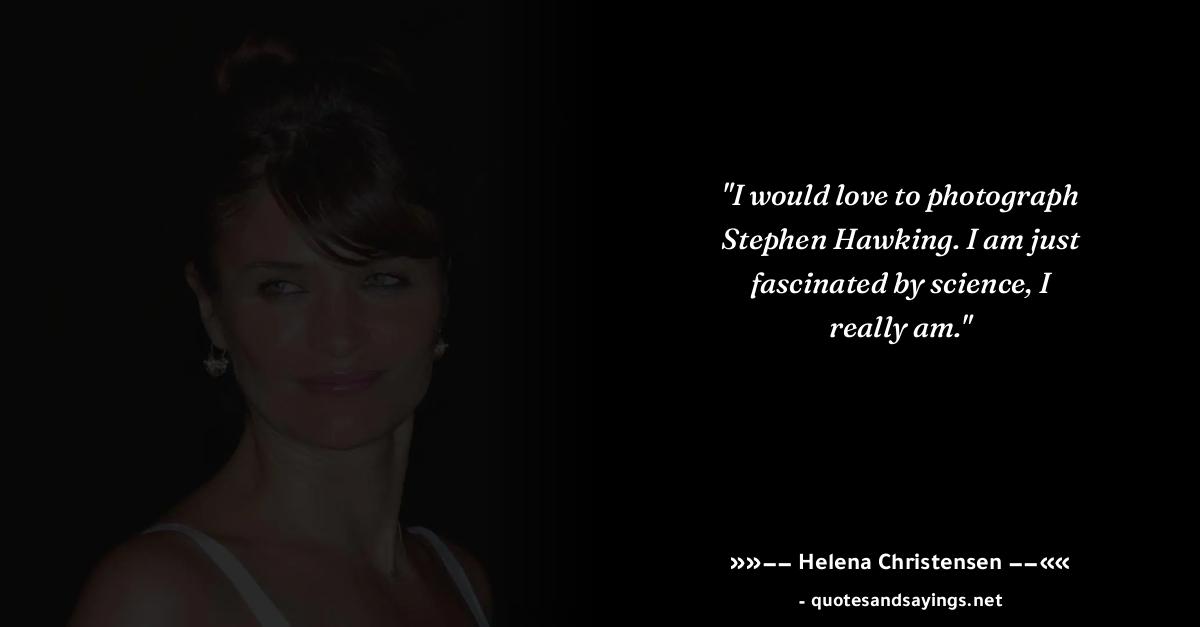 "I would love to photograph
Stephen Hawking. I am just
fascinated by science, I
really am."
»»—— Helena Christensen ——««
- quotesandsayings.net